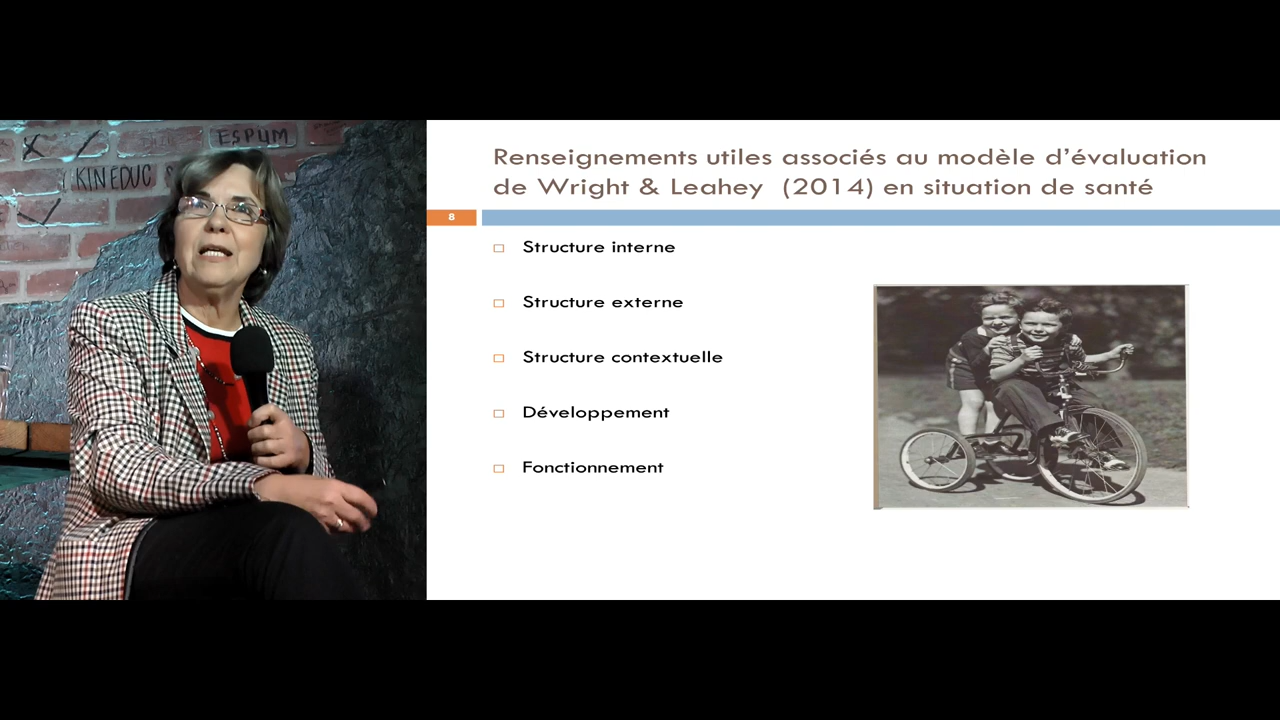 ESPUM
KINEDUC
Renseignements utiles associés au modèle d'évaluation
de Wright & Leahey (2014) en situation de santé
8
Structure interne
Structure externe
Structure contextuelle
Développement
Fonctionnement